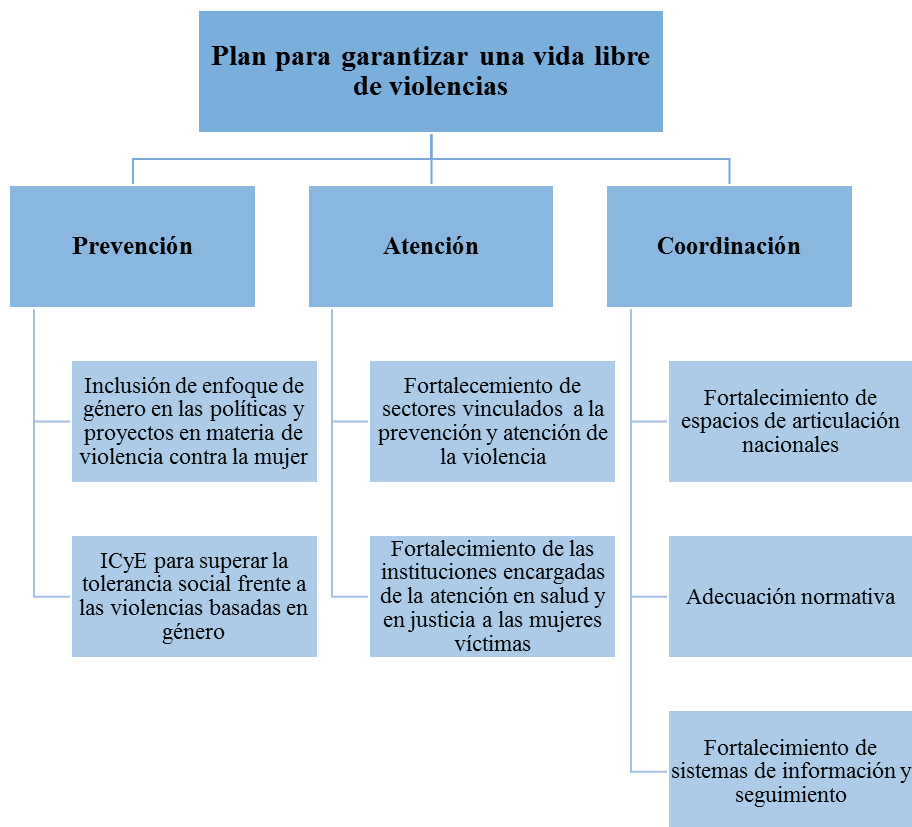 Plan para garantizar una vida libre
de violencias
Prevención
Atención
Coordinación
Inclusión de enfoque de
género en las políticas y
proyectos en materia de
violencia contra la mujer
ICyE para superar la
tolerancia social frente a
las violencias basadas en
género
Fortalecemiento de
sectores vinculados a la
prevención y atención de
la violencia
Fortalecimiento de las
instituciones encargadas
de la atención en salud y
en justicia a las mujeres
víctimas
Fortalecimiento de
espacios de articulación
nacionales
Adecuación normativa
Fortalecimiento de
sistemas de información y
seguimiento